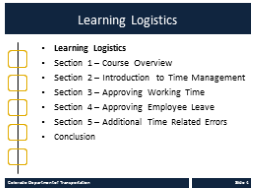 Learning Logistics
• Learning Logistics
• Section 1 – Course Overview
• Section 2 – Introduction to Time Management
• Section 3 – Approving Working Time
• Section 4 – Approving Employee Leave
• Section 5 – Additional Time Related Errors
• Conclusion
Colorado Department of Transportation
Slide 4